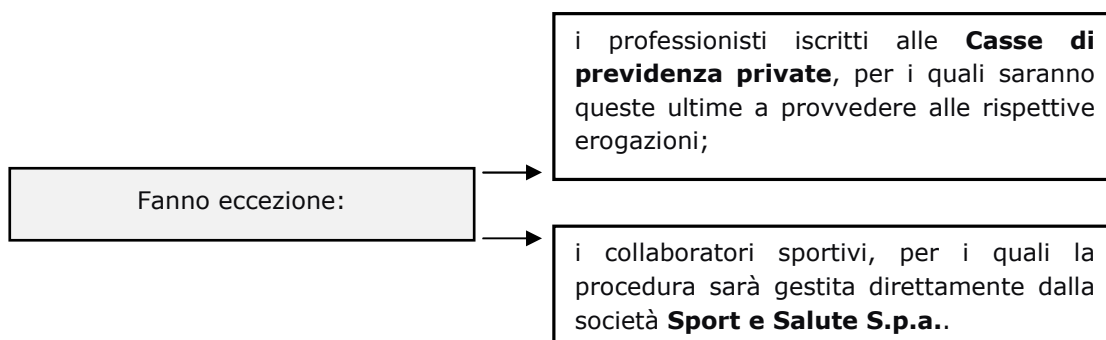 i professionisti iscritti alle Casse di
previdenza private, per i quali saranno
queste ultime a provvedere alle rispettive
erogazioni;
Fanno eccezione:
i collaboratori sportivi, per i quali la
procedura sarà gestita direttamente dalla
società Sport e Salute S.p.a..